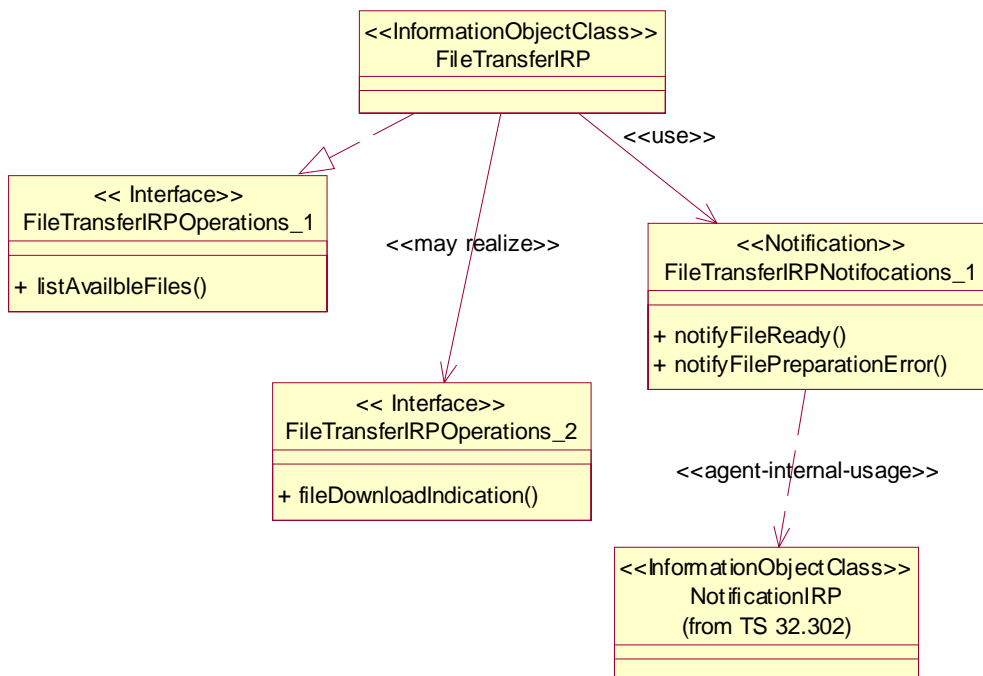 <<InformationObjectClass>>
FileTransferIRP
<<use>>
<< Interface>>
FileTransferIRPOperations_1
+ listAvailbleFiles()
<<may realize>>
<<Notification>>
FileTransferIRPNotifocations_1
+ notifyFileReady()
+ notifyFilePreparationError()
<< Interface>>
FileTransferIRPOperations_2
+ fileDownloadIndication()
<<agent-internal-usage>>
<<InformationObjectClass>>
NotificationIRP
(from TS 32.302)